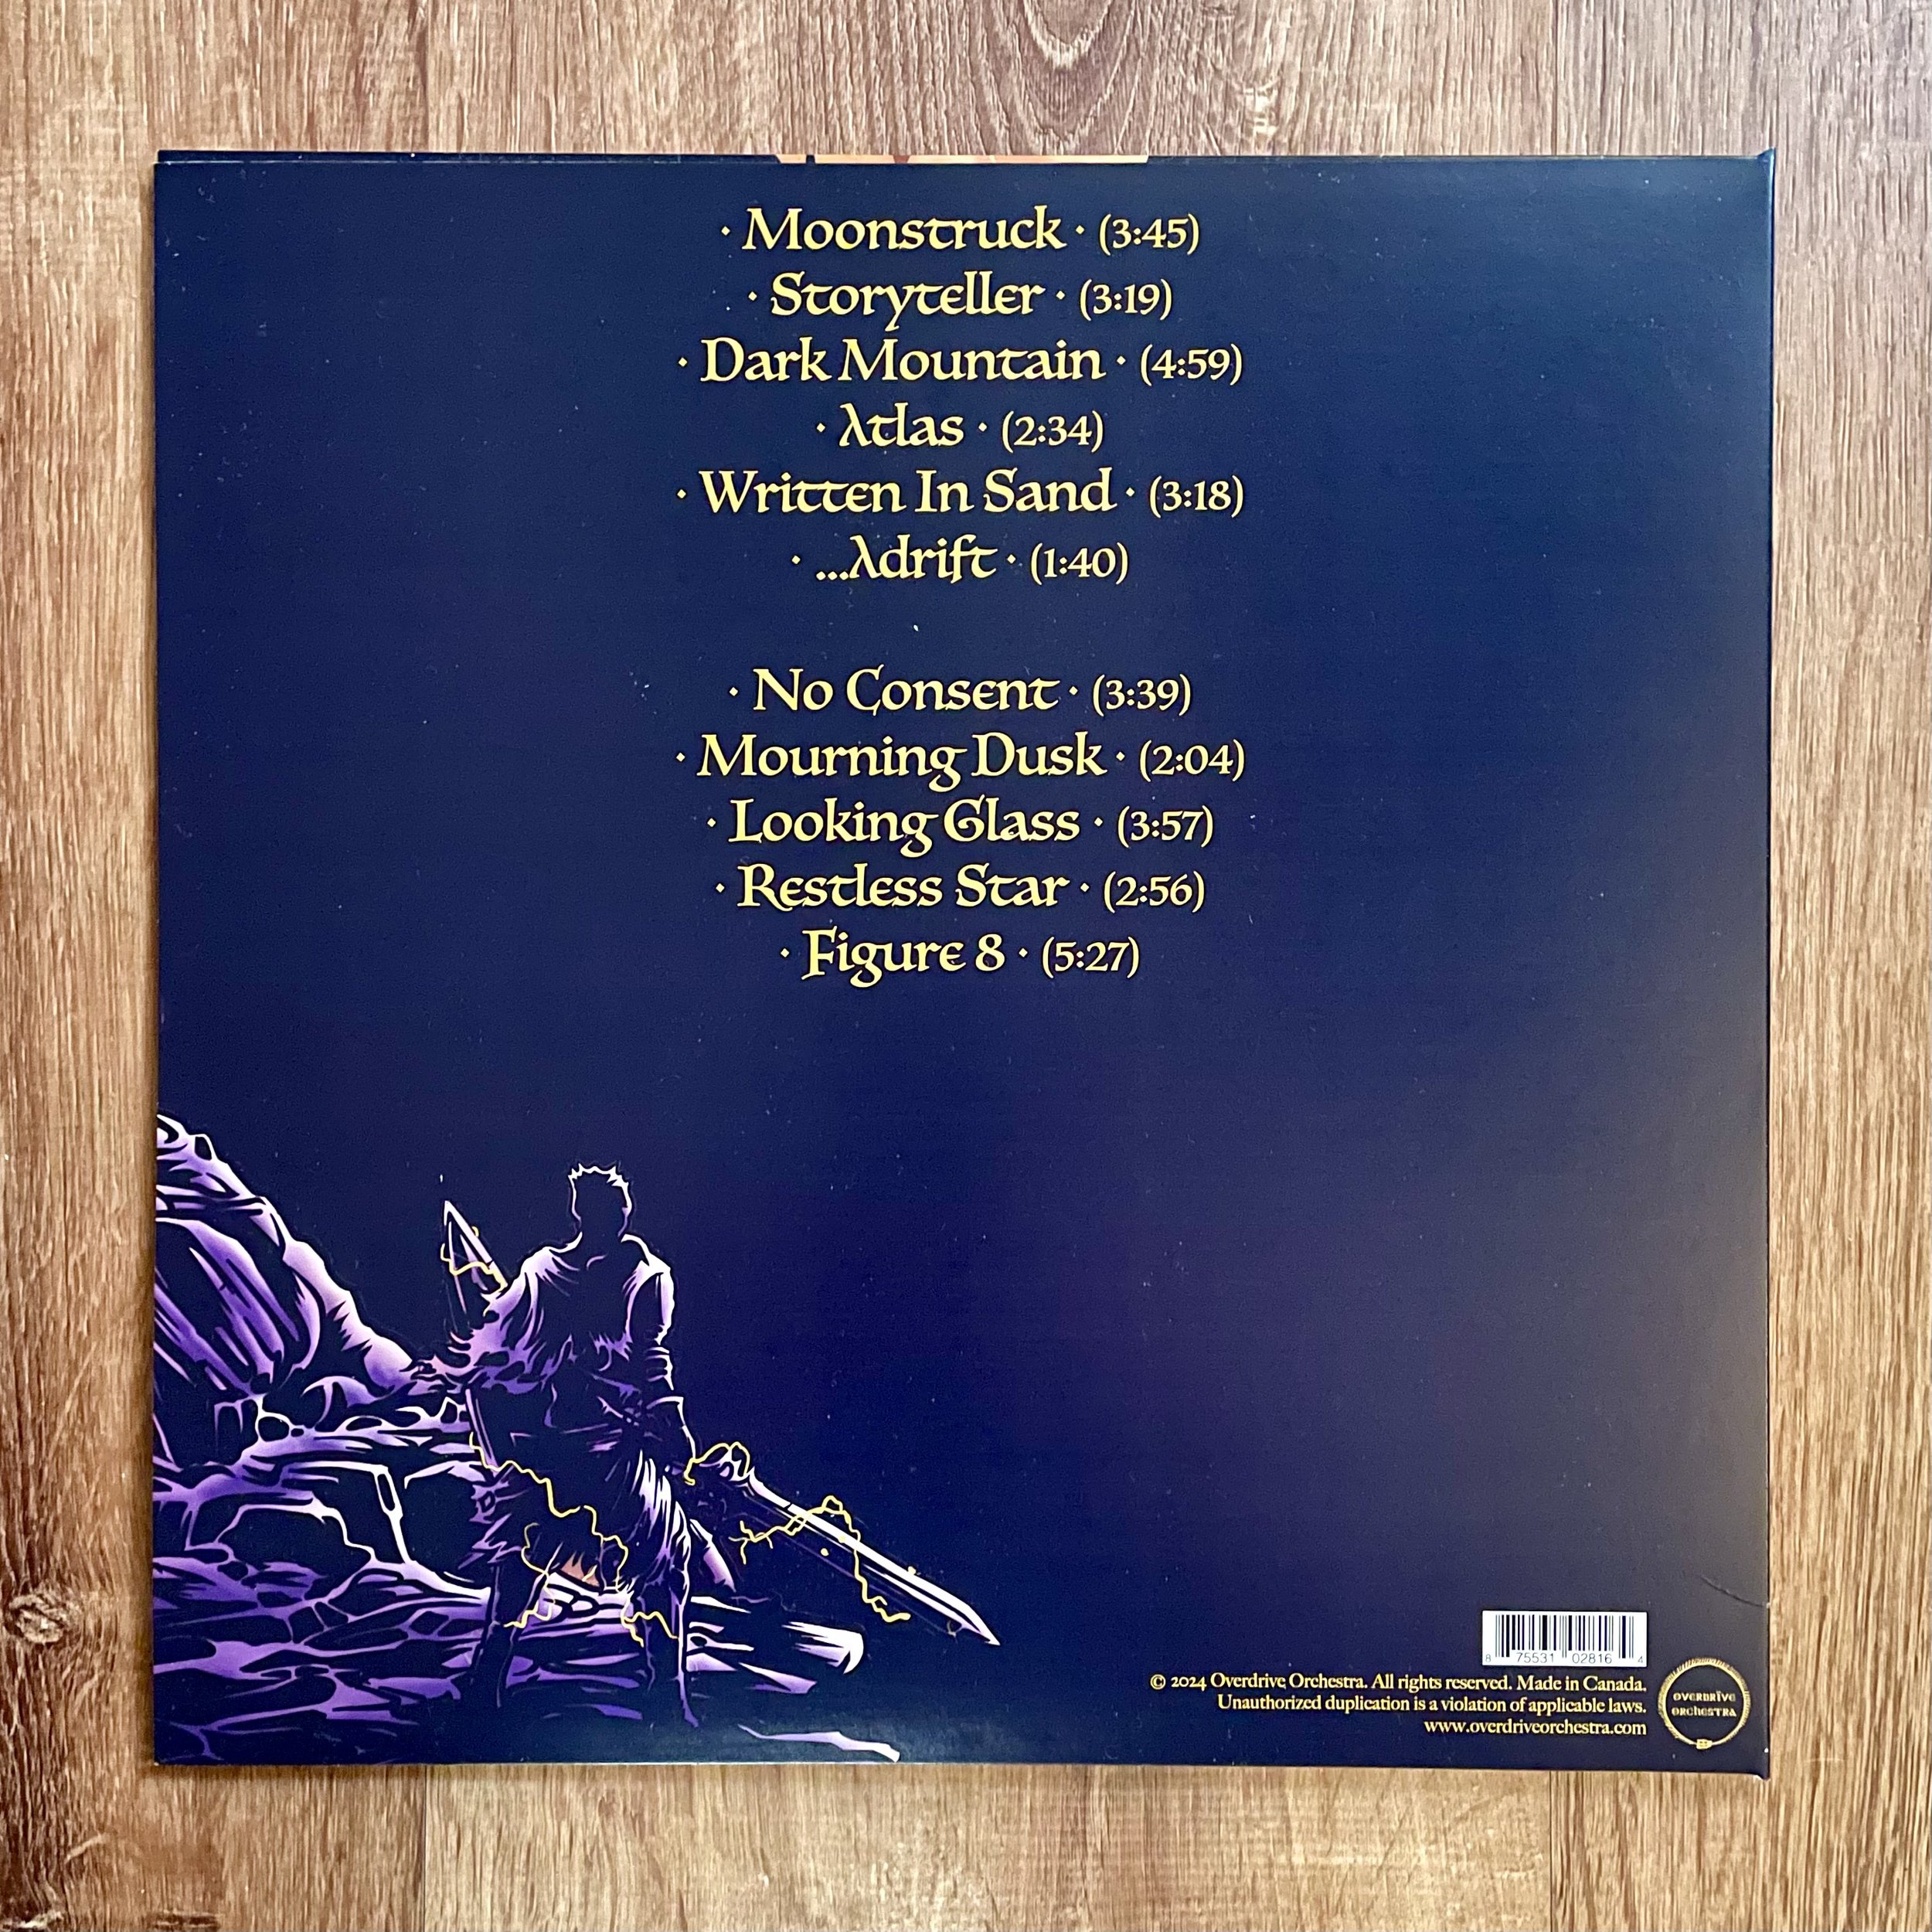 · Moonstruck · (3:45)
· Storyteller · (3:19)
· Dark Mountain · (4:59)
· Atlas · (2:34)
· Written In Sand · (3:18)
· ...Adrift · (1:40)
· No Consent · (3:39)
· Mourning Dusk · (2:04)
· Looking Glass · (3:57)
· Restless Star · (2:56)
· Figure 8 · (5:27)
8 75531 02816 4
© 2024 Overdrive Orchestra. All rights reserved. Made in Canada.
Unauthorized duplication is a violation of applicable laws.
www.overdriveorchestra.com
OVERDRÏVE
ORCHESTRA